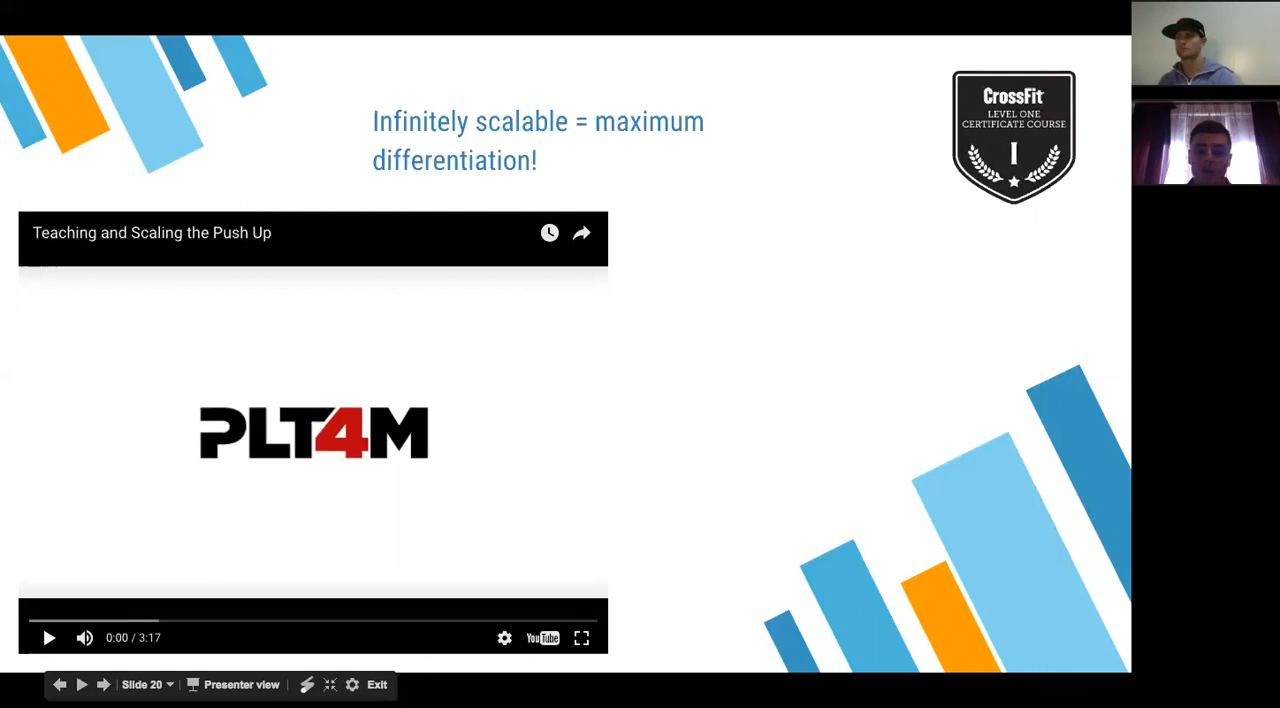 Infinitely scalable = maximum
differentiation!
CrossFit
LEVEL ONE
CERTIFICATE COURSE
I
Teaching and Scaling the Push Up
PLT4M
0:00 / 3:17
YouTube
Slide 20
Presenter view
Exit